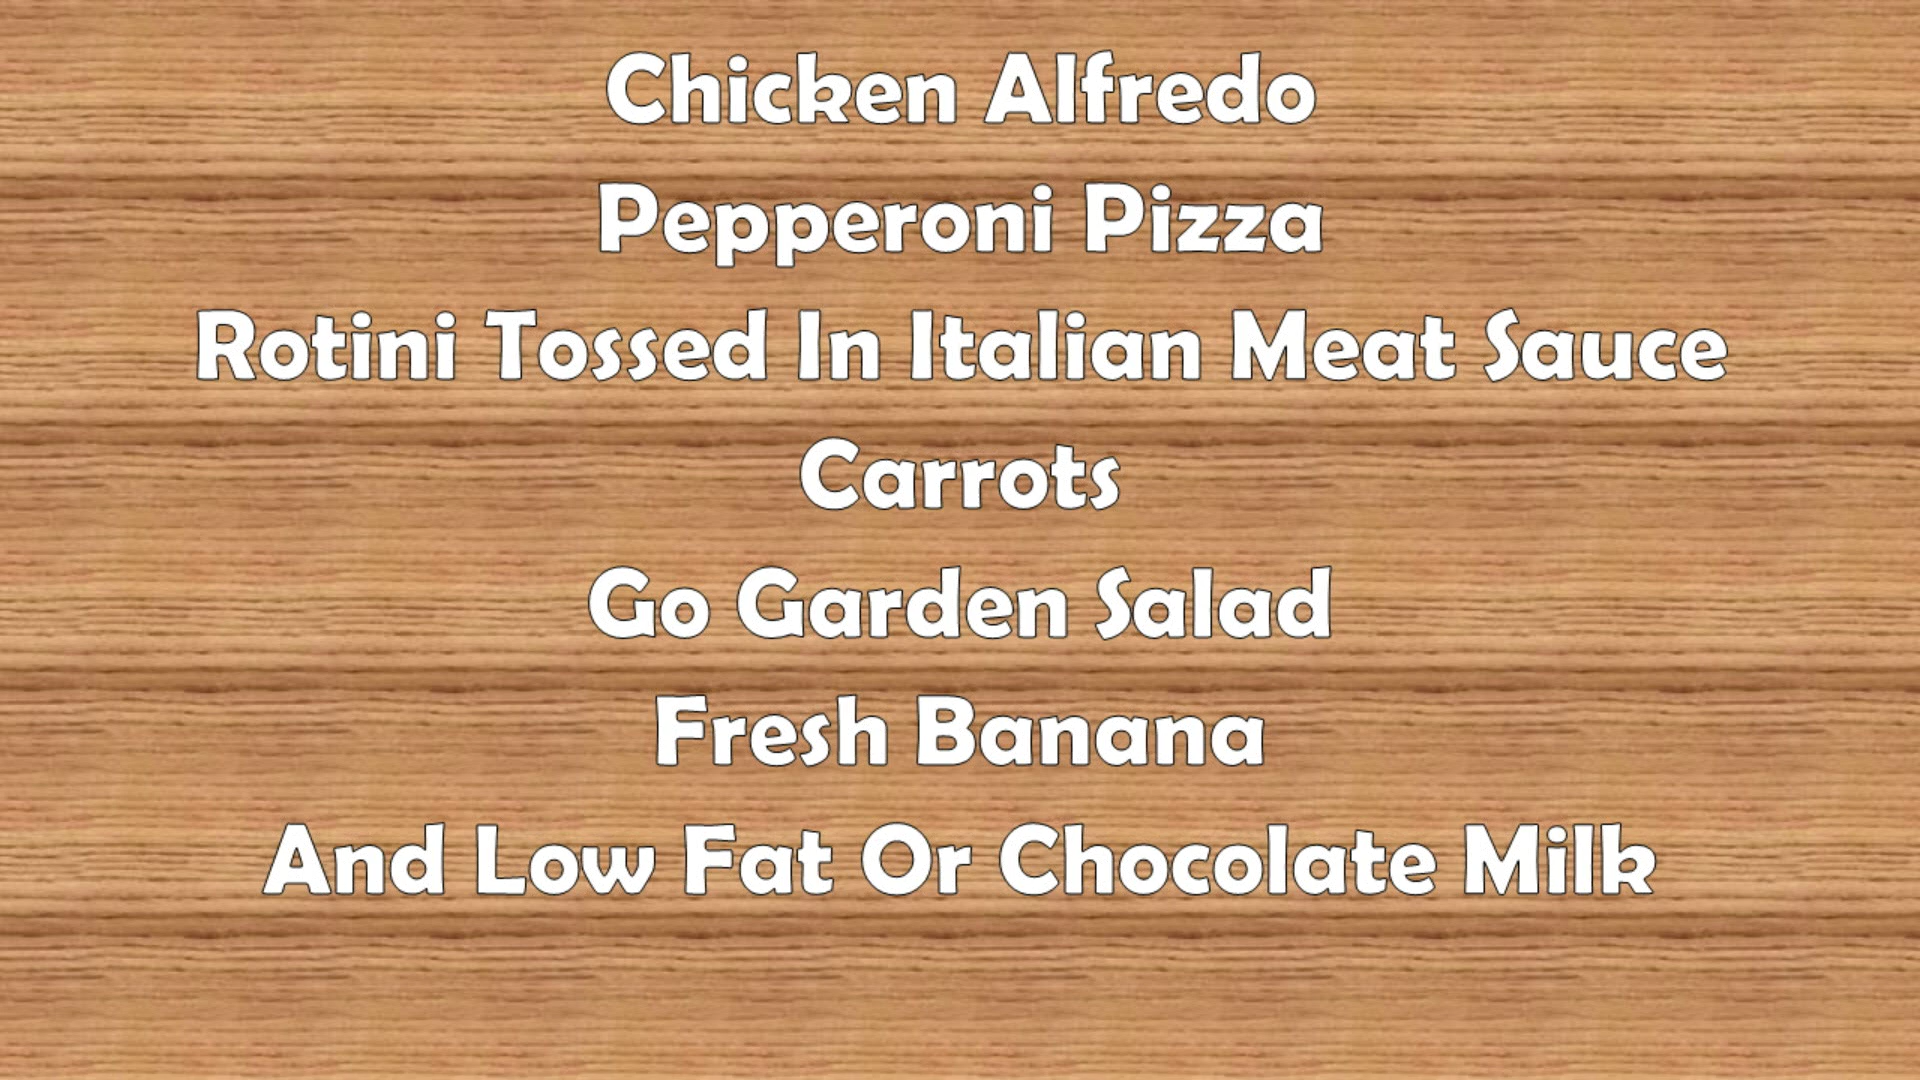 Chicken Alfredo
Pepperoni Pizza
Rotini Tossed In Italian Meat Sauce
Carrots
Go Garden Salad
Fresh Banana
And Low Fat Or Chocolate Milk